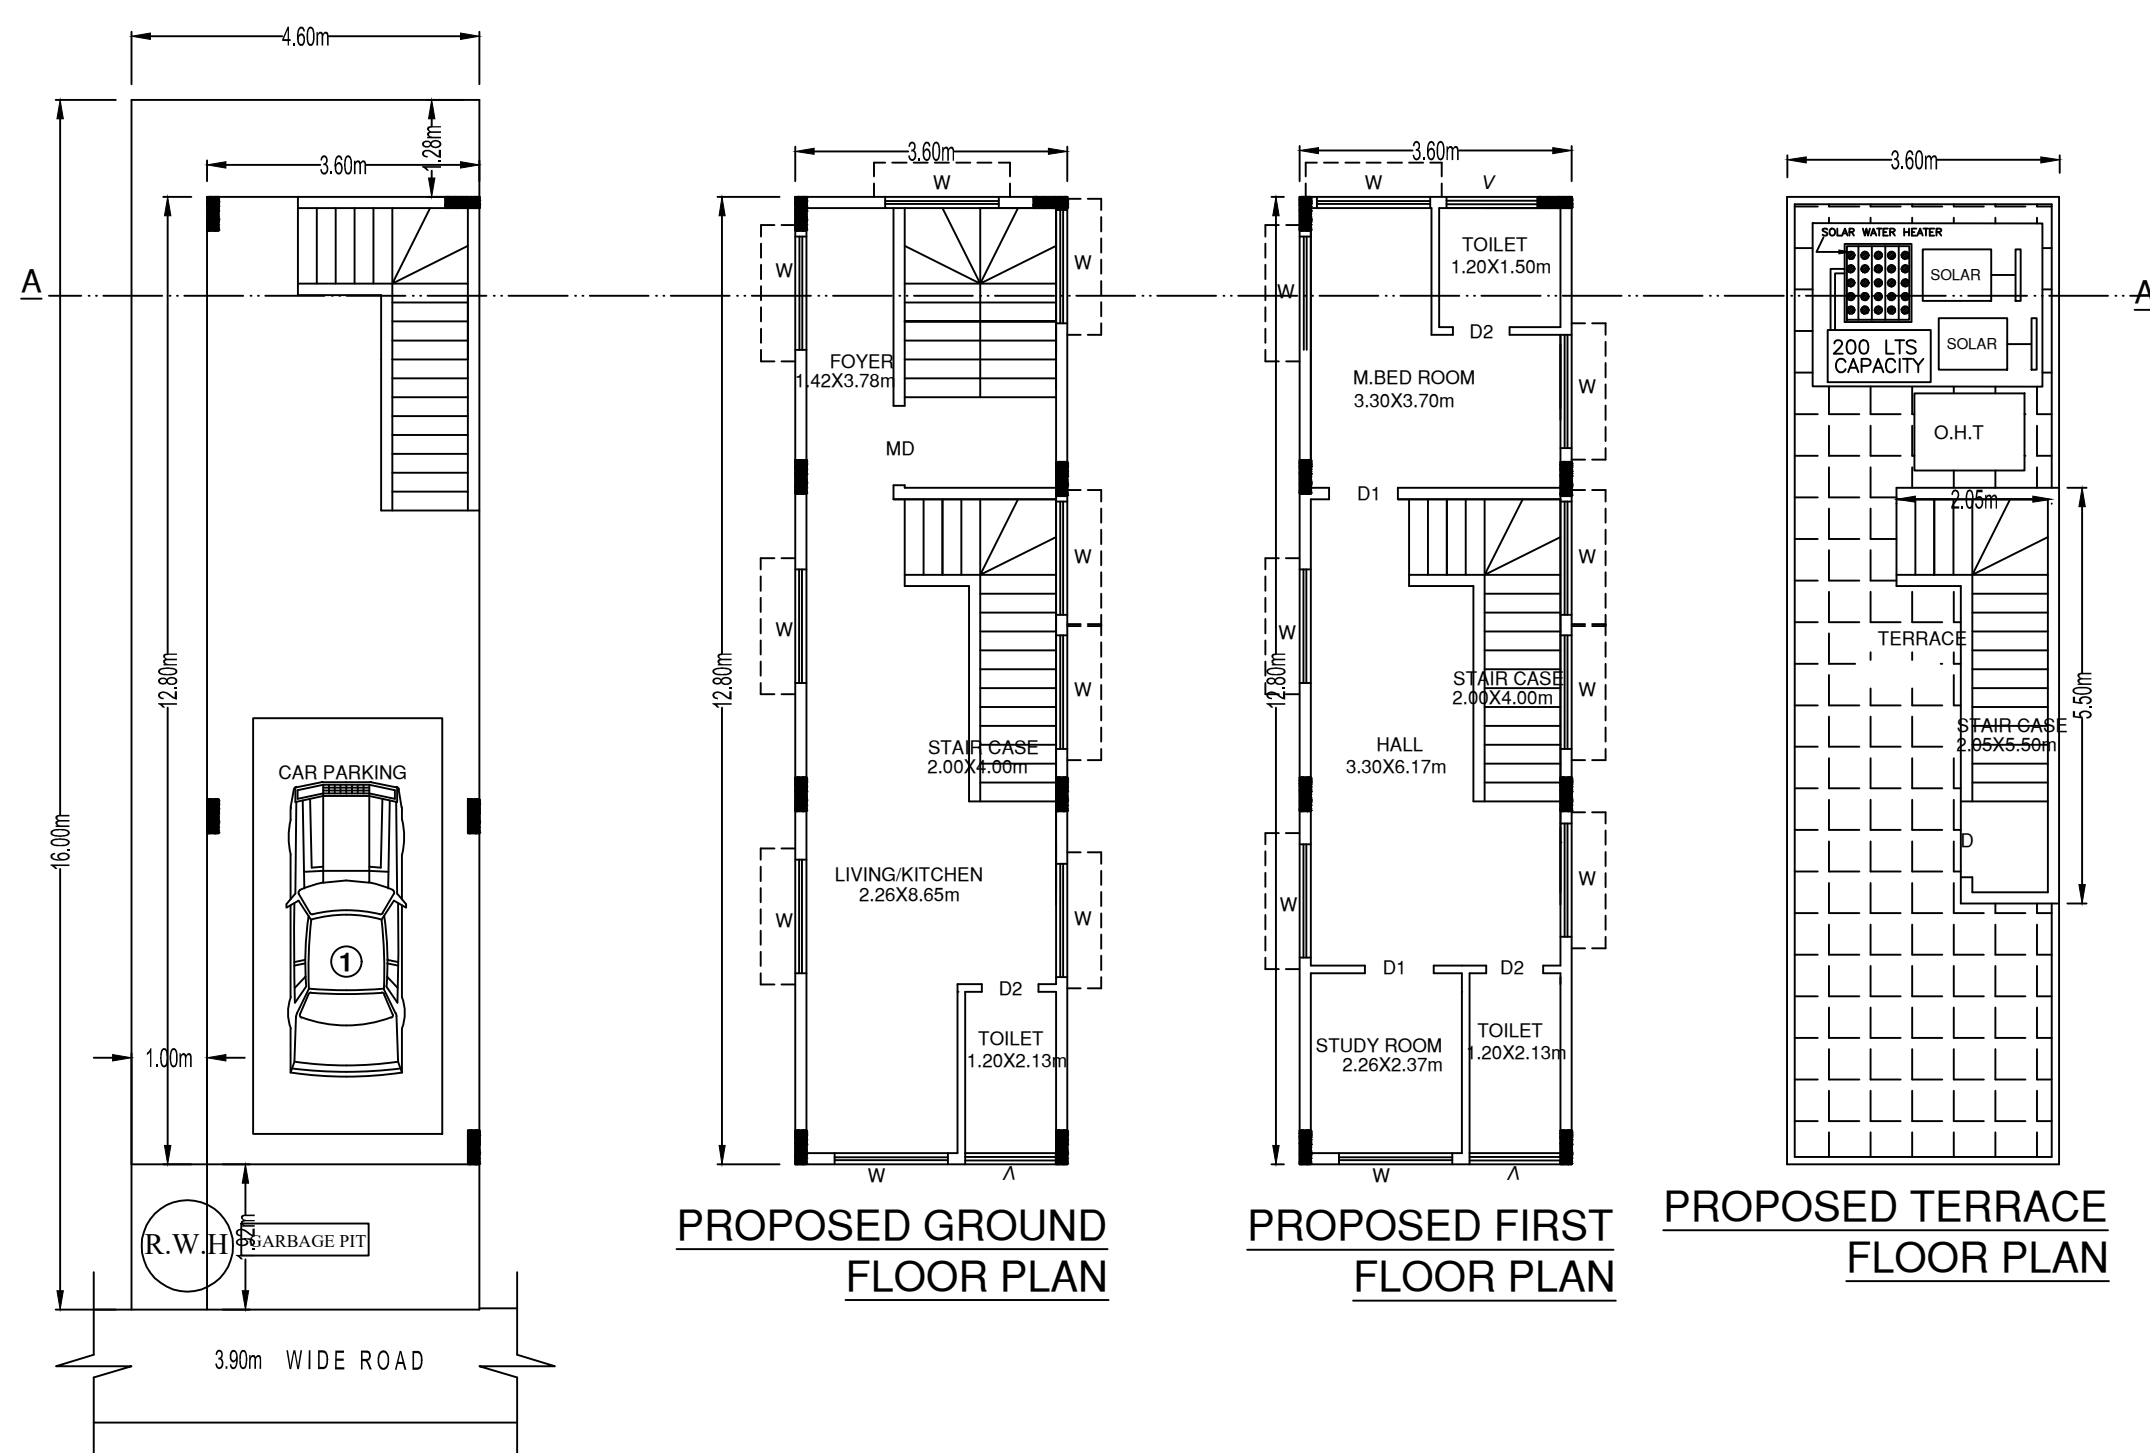 4.60m
1.28m
3.60m
A
12.80m
16.00m
CAR PARKING
1
1.00m
1.92m
R.W.H
GARBAGE PIT
3.90m WIDE ROAD
3.60m
W
W
W
FOYER
1.42X3.78m
MD
W
W
12.80m
W
STAIR CASE
2.00X4.00m
LIVING/KITCHEN
2.26X8.65m
W
W
D2
TOILET
1.20X2.13m
W
V
PROPOSED GROUND
FLOOR PLAN
3.60m
W
V
TOILET
1.20X1.50m
W
D2
M.BED ROOM
3.30X3.70m
W
D1
W
W
12.80m
STAIR CASE
2.00X4.00m
W
HALL
3.30X6.17m
W
W
D1
D2
STUDY ROOM
2.26X2.37m
TOILET
1.20X2.13m
W
V
PROPOSED FIRST
FLOOR PLAN
3.60m
SOLAR WATER HEATER
SOLAR
A
SOLAR
200 LTS
CAPACITY
O.H.T
2.05m
TERRACE
5.50m
STAIR CASE
2.05X5.50m
D
PROPOSED TERRACE
FLOOR PLAN